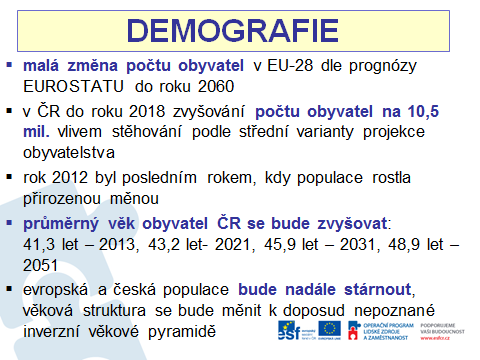 DEMOGRAFIE
malá změna počtu obyvatel v EU-28 dle prognózy
EUROSTATU do roku 2060
v ČR do roku 2018 zvyšování počtu obyvatel na 10,5
mil. vlivem stěhování podle střední varianty projekce
obyvatelstva
rok 2012 byl posledním rokem, kdy populace rostla
přirozenou měnou
průměrný věk obyvatel ČR se bude zvyšovat:
41,3 let – 2013, 43,2 let- 2021, 45,9 let – 2031, 48,9 let –
2051
evropská a česká populace bude nadále stárnout,
věková struktura se bude měnit k doposud nepoznané
inverzní věkové pyramidě
esf
OPERAČNÍ PROGRAM
LIDSKÉ ZDROJE
A ZAMĚSTNANOST
PODPORUJEME
VAŠI BUDOUCNOST
www.esfcr.cz